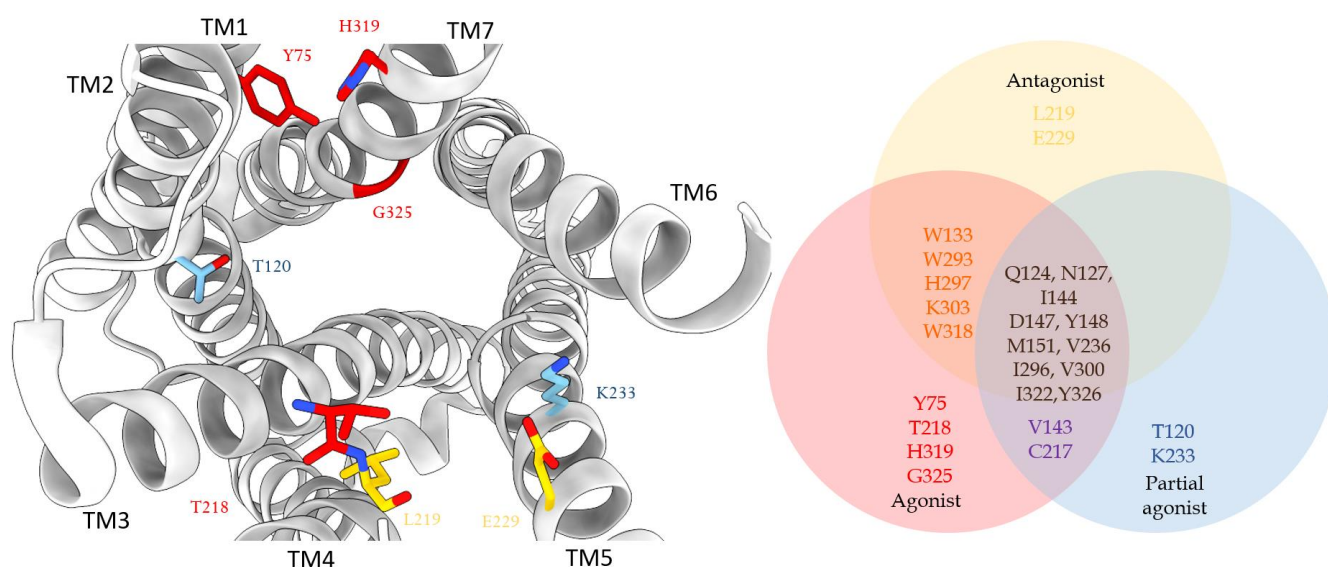 TM1
H319
TM7
Y75
TM2
TM6
G325
T120
K233
TM3
T218
L219
E229
TM4
TM5
Antagonist
L219
E229
W133
W293
H297
K303
W318
Q124, N127,
I144
D147, Y148
M151, V236
I296, V300
I322,Y326
Y75
T218
H319
G325
Agonist
V143
C217
T120
K233
Partial
agonist